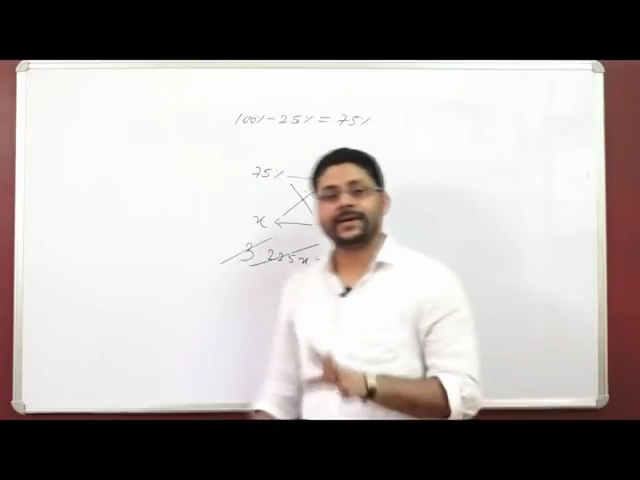 100% - 25% = 75%
75%
x
3 225x